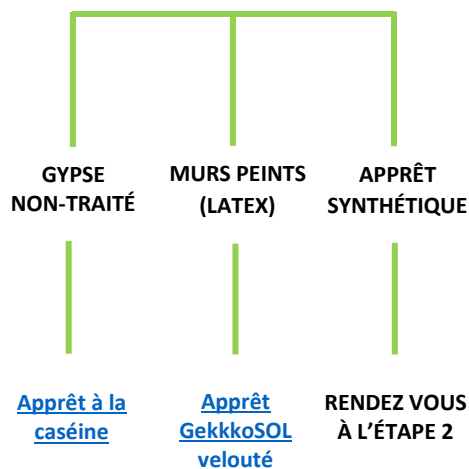 GYPSE
NON-TRAITÉ
MURS PEINTS
(LATEX)
APPRÊT
SYNTHÉTIQUE
Apprêt à la
caséine
Apprêt
GekkkoSOL
velouté
RENDEZ VOUS
À L'ÉTAPE 2